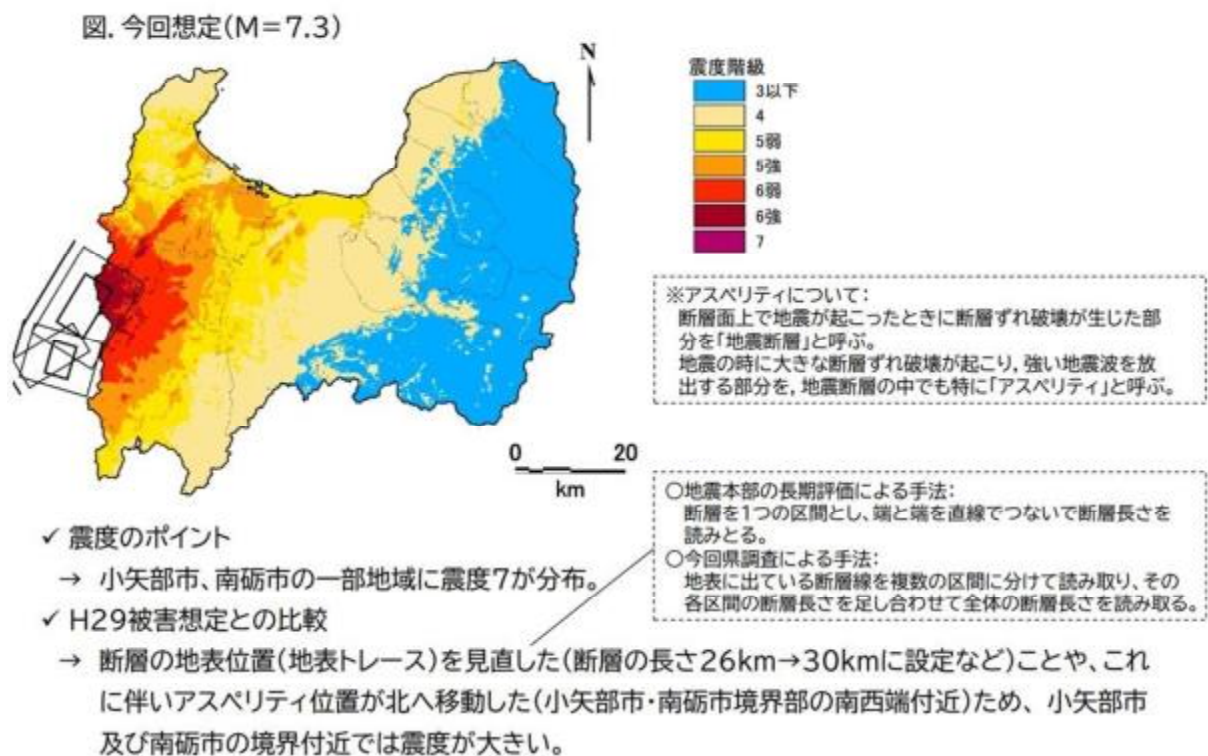 図. 今回想定(M=7.3)
N
震度階級
3以下
4
5弱
5強
6弱
6強
7
0 20
km
※アスペリティについて:
断層面上で地震が起こったときに断層ずれ破壊が生じた部
分を「地震断層」と呼ぶ。
地震の時に大きな断層ずれ破壊が起こり, 強い地震波を放
出する部分を, 地震断層の中でも特に「アスペリティ」と呼ぶ。
○地震本部の長期評価による手法:
断層を1つの区間とし、端と端を直線でつないで断層長さを
読みとる。
○今回県調査による手法:
地表に出ている断層線を複数の区間に分けて読み取り、その
各区間の断層長さを足し合わせて全体の断層長さを読み取る。
✓ 震度のポイント
→ 小矢部市、南砺市の一部地域に震度7が分布。
✓ H29被害想定との比較
→ 断層の地表位置(地表トレース)を見直した(断層の長さ26km→30kmに設定など)ことや、これ
に伴いアスペリティ位置が北へ移動した(小矢部市・南砺市境界部の南西端付近)ため、 小矢部市
及び南砺市の境界付近では震度が大きい。